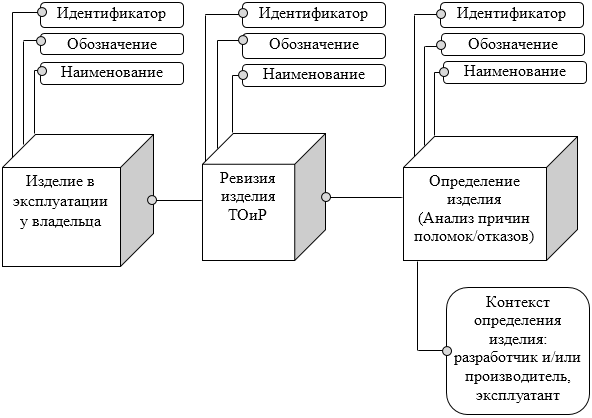 Идентификатор
Обозначение
Наименование
Идентификатор
Обозначение
Наименование
Идентификатор
Обозначение
Наименование
Изделие в
эксплуатации
у владельца
Ревизия
изделия
ТОиР
Определение
изделия
(Анализ причин
поломок/отказов)
Контекст
определения
изделия:
разработчик и/или
производитель,
эксплуатант